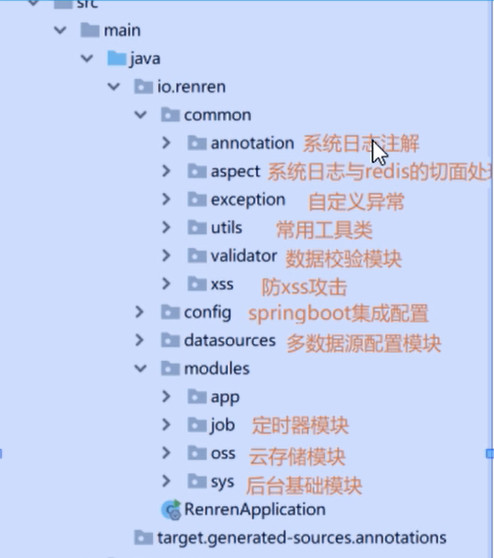 src
main
java
io.renren
common
annotation 系统日志注解
aspect 系统日志与redis的切面处
exception 自定义异常
utils 常用工具类
validator 数据校验模块
xss 防xss攻击
config springboot集成配置
datasources 多数据源配置模块
modules
app
job 定时器模块
oss 云存储模块
sys 后台基础模块
RenrenApplication
target.generated-sources.annotations